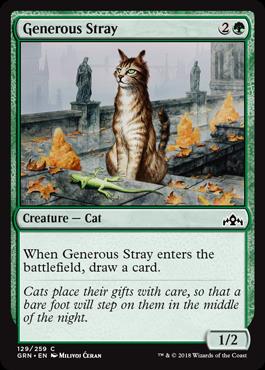 Generous Stray 2
Creature — Cat
When Generous Stray enters the
battlefield, draw a card.
Cats place their gifts with care, so that a
bare foot will step on them in the middle
of the night.
1/2
129/259 C
GRN • EN MILIVOJ ĆERAN
™ & © 2018 Wizards of the Coast